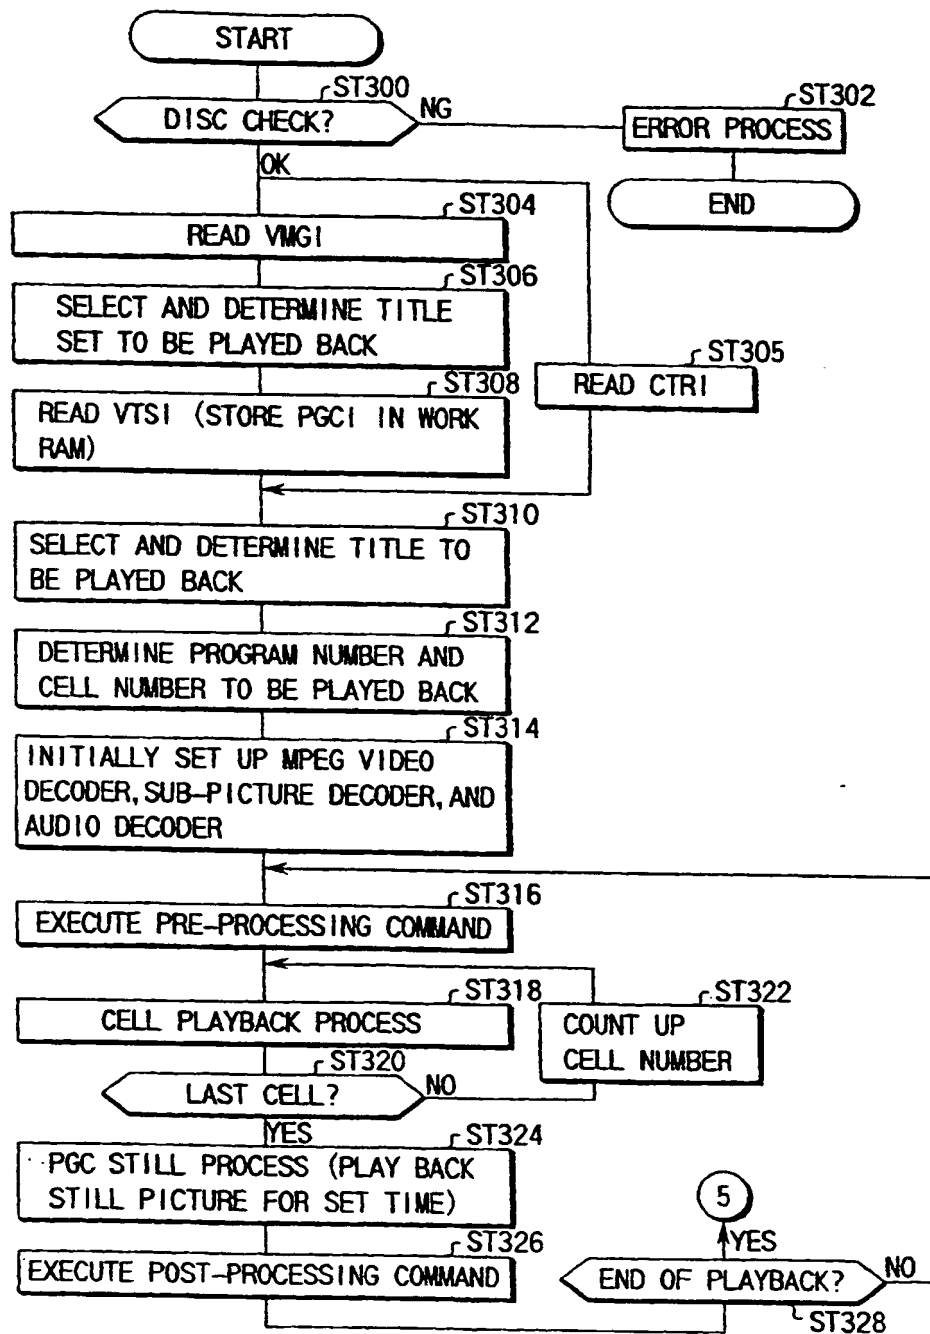 START
ST300
DISC CHECK?
NG
ST302
ERROR PROCESS
END
OK
ST304
READ VMGI
ST306
SELECT AND DETERMINE TITLE
SET TO BE PLAYED BACK
ST305
READ CTRI
ST308
READ VTSI (STORE PGCI IN WORK
RAM)
ST310
SELECT AND DETERMINE TITLE TO
BE PLAYED BACK
ST312
DETERMINE PROGRAM NUMBER AND
CELL NUMBER TO BE PLAYED BACK
ST314
INITIALLY SET UP MPEG VIDEO
DECODER, SUB-PICTURE DECODER, AND
AUDIO DECODER
ST316
EXECUTE PRE-PROCESSING COMMAND
ST318
CELL PLAYBACK PROCESS
ST322
COUNT UP
CELL NUMBER
ST320
LAST CELL?
NO
YES
ST324
PGC STILL PROCESS (PLAY BACK
STILL PICTURE FOR SET TIME)
ST326
EXECUTE POST-PROCESSING COMMAND
5
YES
END OF PLAYBACK?
NO
ST328